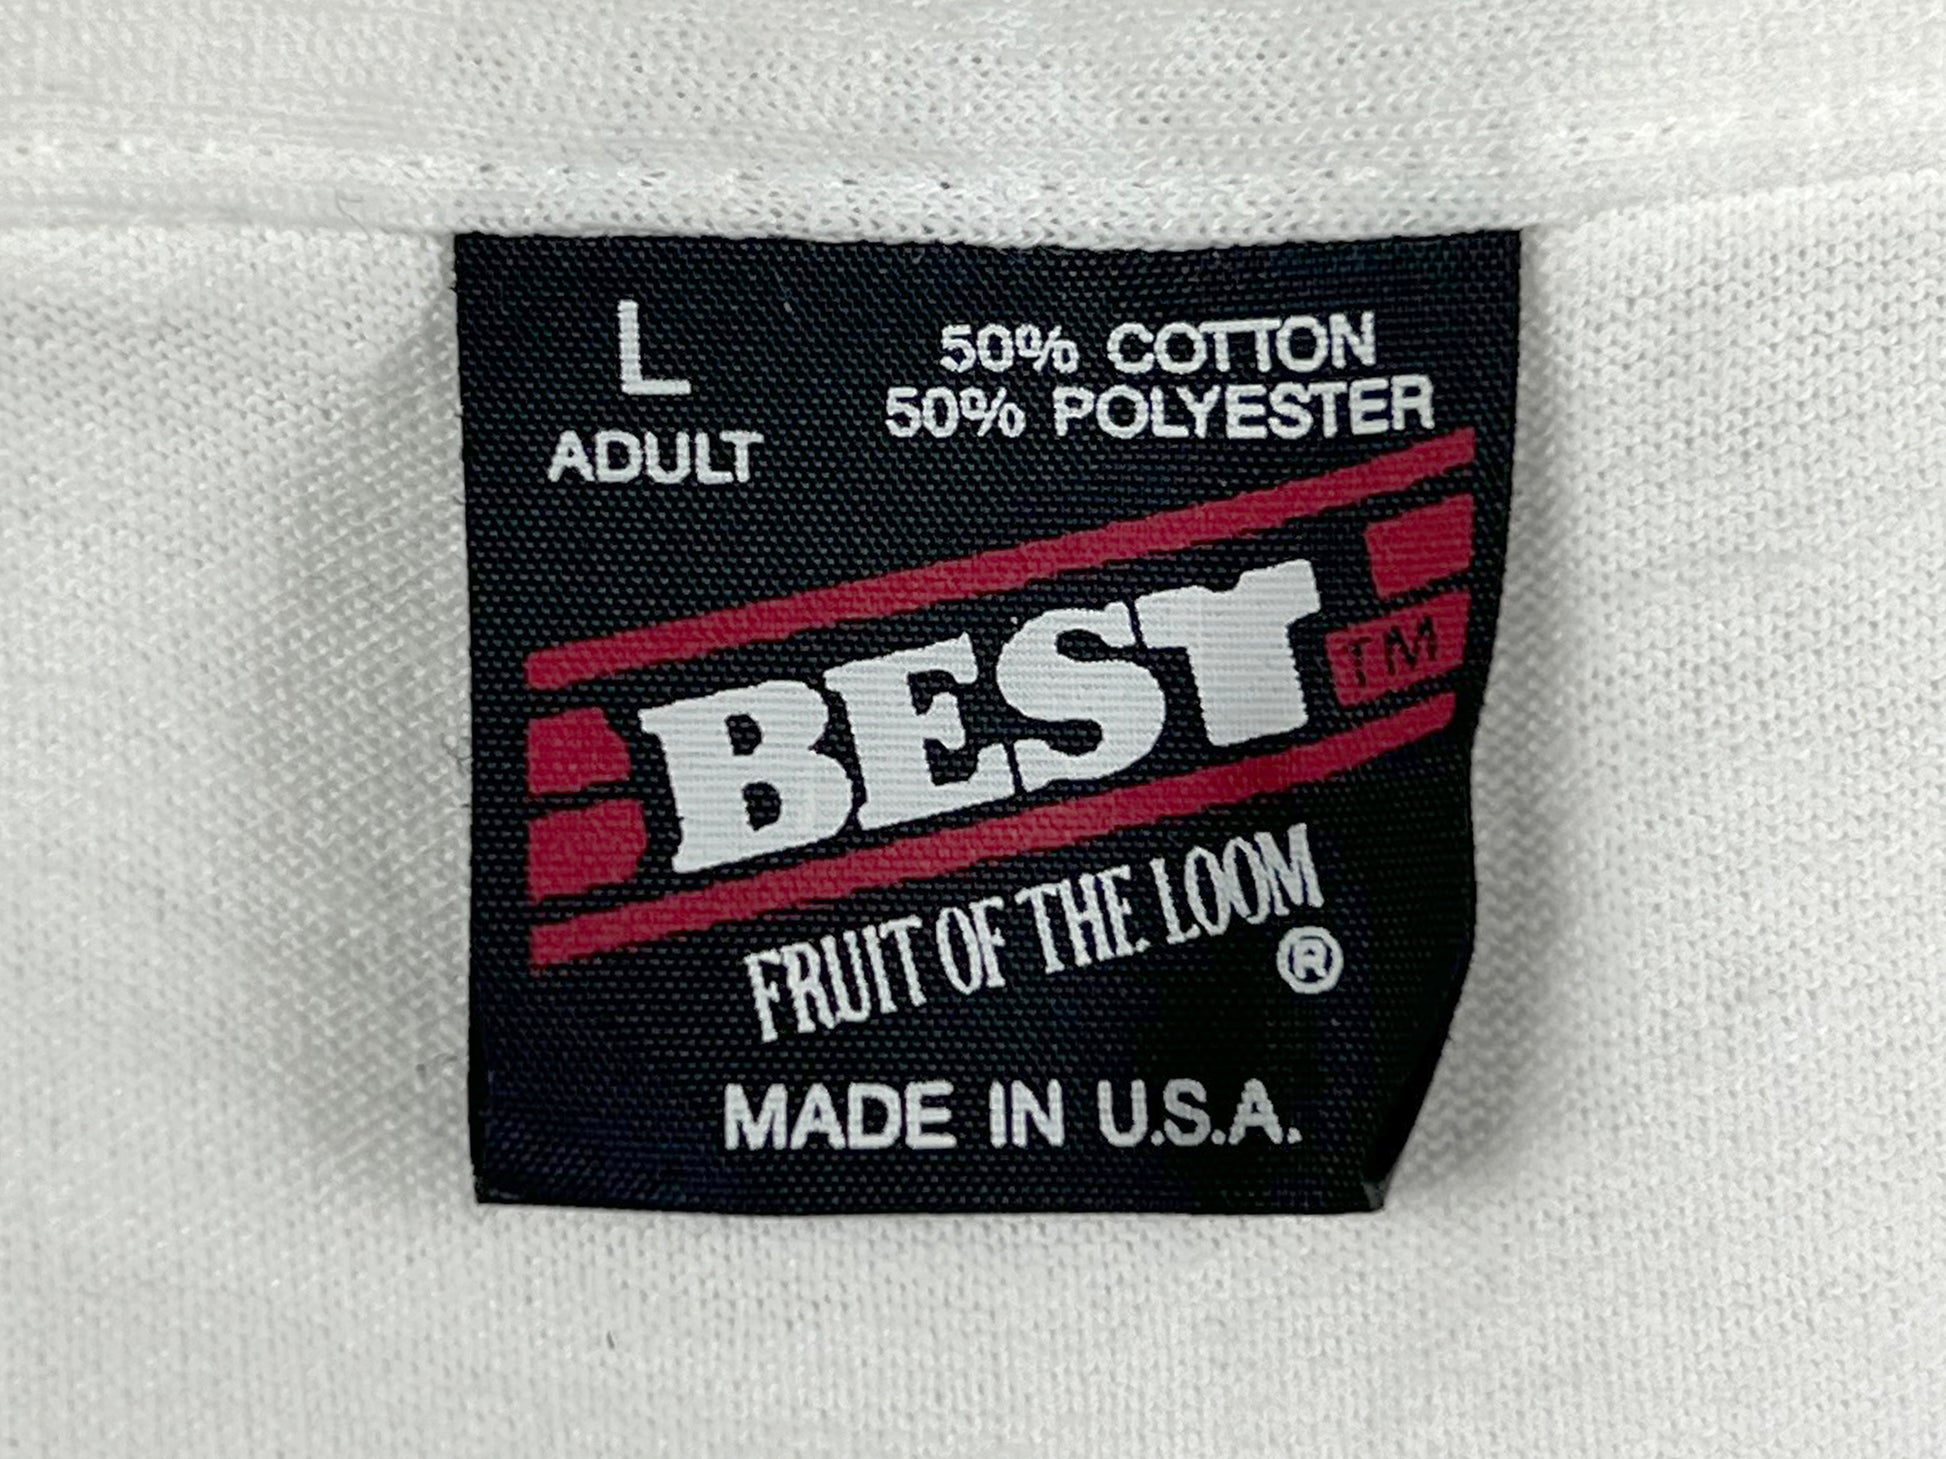 L
ADULT
50% COTTON
50% POLYESTER
BEST
TM
FRUIT OF THE LOOM
®
MADE IN U.S.A.